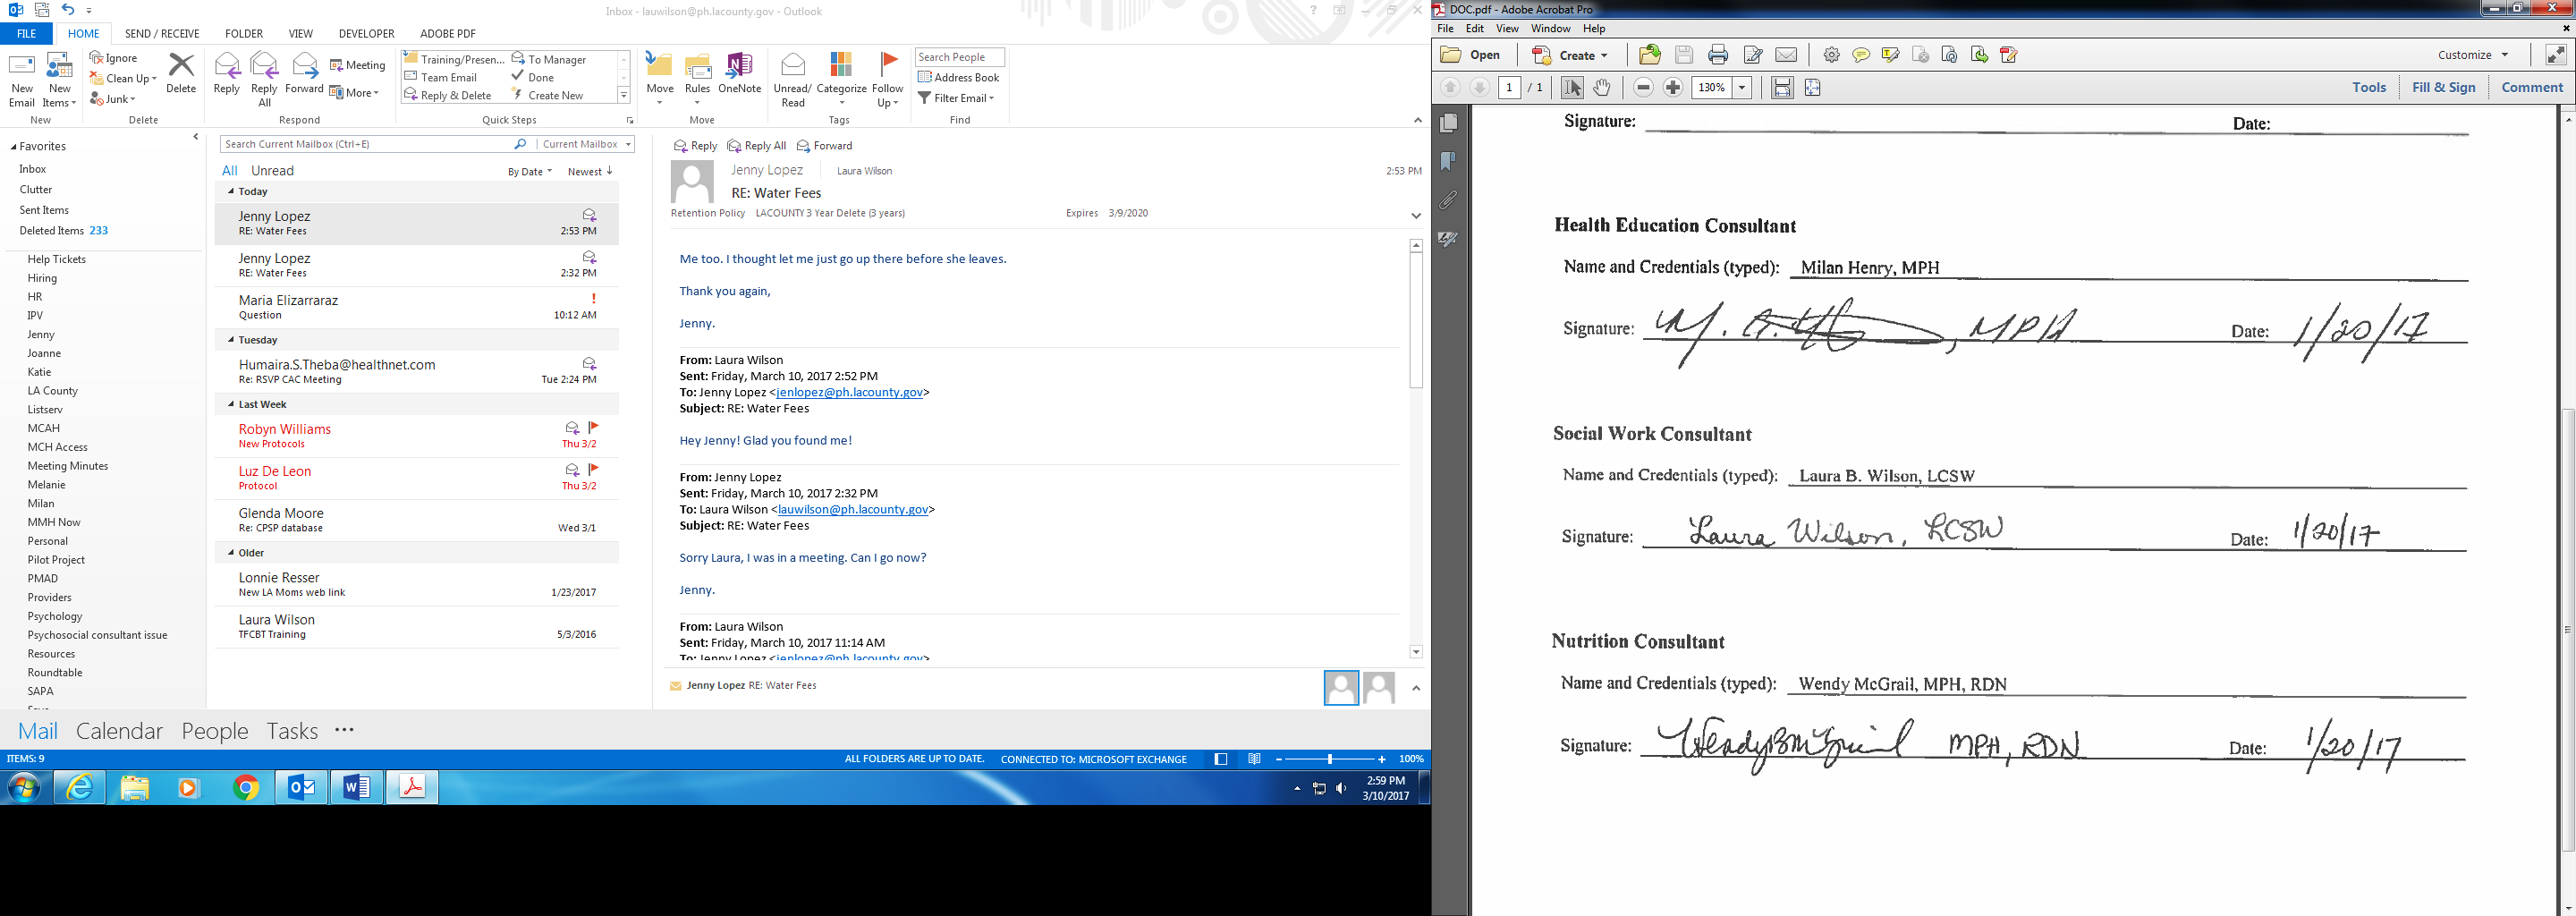 Inbox - lauwilson@ph.lacounty.gov - Outlook
FILE HOME SEND / RECEIVE FOLDER VIEW DEVELOPER ADOBE PDF
New Email
New Items
New
Ignore
Clean Up
Junk
Delete
Delete
Reply
Reply All
Forward
Meeting
More
Respond
Training/Presen...
Team Email
Reply & Delete
To Manager
Done
Create New
Quick Steps
Move
Rules
OneNote
Move
Unread/ Read
Categorize
Follow Up
Tags
Search People
Address Book
Filter Email
Find
Favorites
Inbox
Clutter
Sent Items
Deleted Items 233
Help Tickets
Hiring
HR
IPV
Jenny
Joanne
Katie
LA County
Listserv
MCAH
MCH Access
Meeting Minutes
Melanie
Milan
MMH Now
Personal
Pilot Project
PMAD
Providers
Psychology
Psychosocial consultant issue
Resources
Roundtable
SAPA
Search Current Mailbox (Ctrl+E) Current Mailbox
All Unread By Date Newest
Today
Jenny Lopez
RE: Water Fees 2:53 PM
Jenny Lopez
RE: Water Fees 2:32 PM
Maria Elizarraraz !
Question 10:12 AM
Tuesday
Humaira.S.Theba@healthnet.com
Re: RSVP CAC Meeting Tue 2:24 PM
Last Week
Robyn Williams
New Protocols Thu 3/2
Luz De Leon
Protocol Thu 3/2
Glenda Moore
Re: CPSP database Wed 3/1
Older
Lonnie Resser
New LA Moms web link 1/23/2017
Laura Wilson
TFCBT Training 5/3/2016
Reply Reply All Forward
Jenny Lopez Laura Wilson 2:53 PM
RE: Water Fees
Retention Policy LACOUNTY 3 Year Delete (3 years) Expires 3/9/2020
Me too. I thought let me just go up there before she leaves.
Thank you again,
Jenny.
From: Laura Wilson
Sent: Friday, March 10, 2017 2:52 PM
To: Jenny Lopez <jenlopez@ph.lacounty.gov>
Subject: RE: Water Fees
Hey Jenny! Glad you found me!
From: Jenny Lopez
Sent: Friday, March 10, 2017 2:32 PM
To: Laura Wilson <lauwilson@ph.lacounty.gov>
Subject: RE: Water Fees
Sorry Laura, I was in a meeting. Can I go now?
Jenny.
From: Laura Wilson
Sent: Friday, March 10, 2017 11:14 AM
To: Jenny Lopez <jenlopez@ph.lacounty.gov>
Jenny Lopez RE: Water Fees
Mail Calendar People Tasks ...
ITEMS: 9 ALL FOLDERS ARE UP TO DATE. CONNECTED TO: MICROSOFT EXCHANGE 100%
2:59 PM
3/10/2017
DOC.pdf - Adobe Acrobat Pro
File Edit View Window Help
Open Create Customize
1 / 1 130% Tools Fill & Sign Comment
Signature: Date:
Health Education Consultant
Name and Credentials (typed): Milan Henry, MPH
Signature: M. , MPH Date: 1/20/17
Social Work Consultant
Name and Credentials (typed): Laura B. Wilson, LCSW
Signature: Laura Wilson, LCSW Date: 1/20/17
Nutrition Consultant
Name and Credentials (typed): Wendy McGrail, MPH, RDN
Signature: Wendy B McGrail MPH, RDN Date: 1/20/17